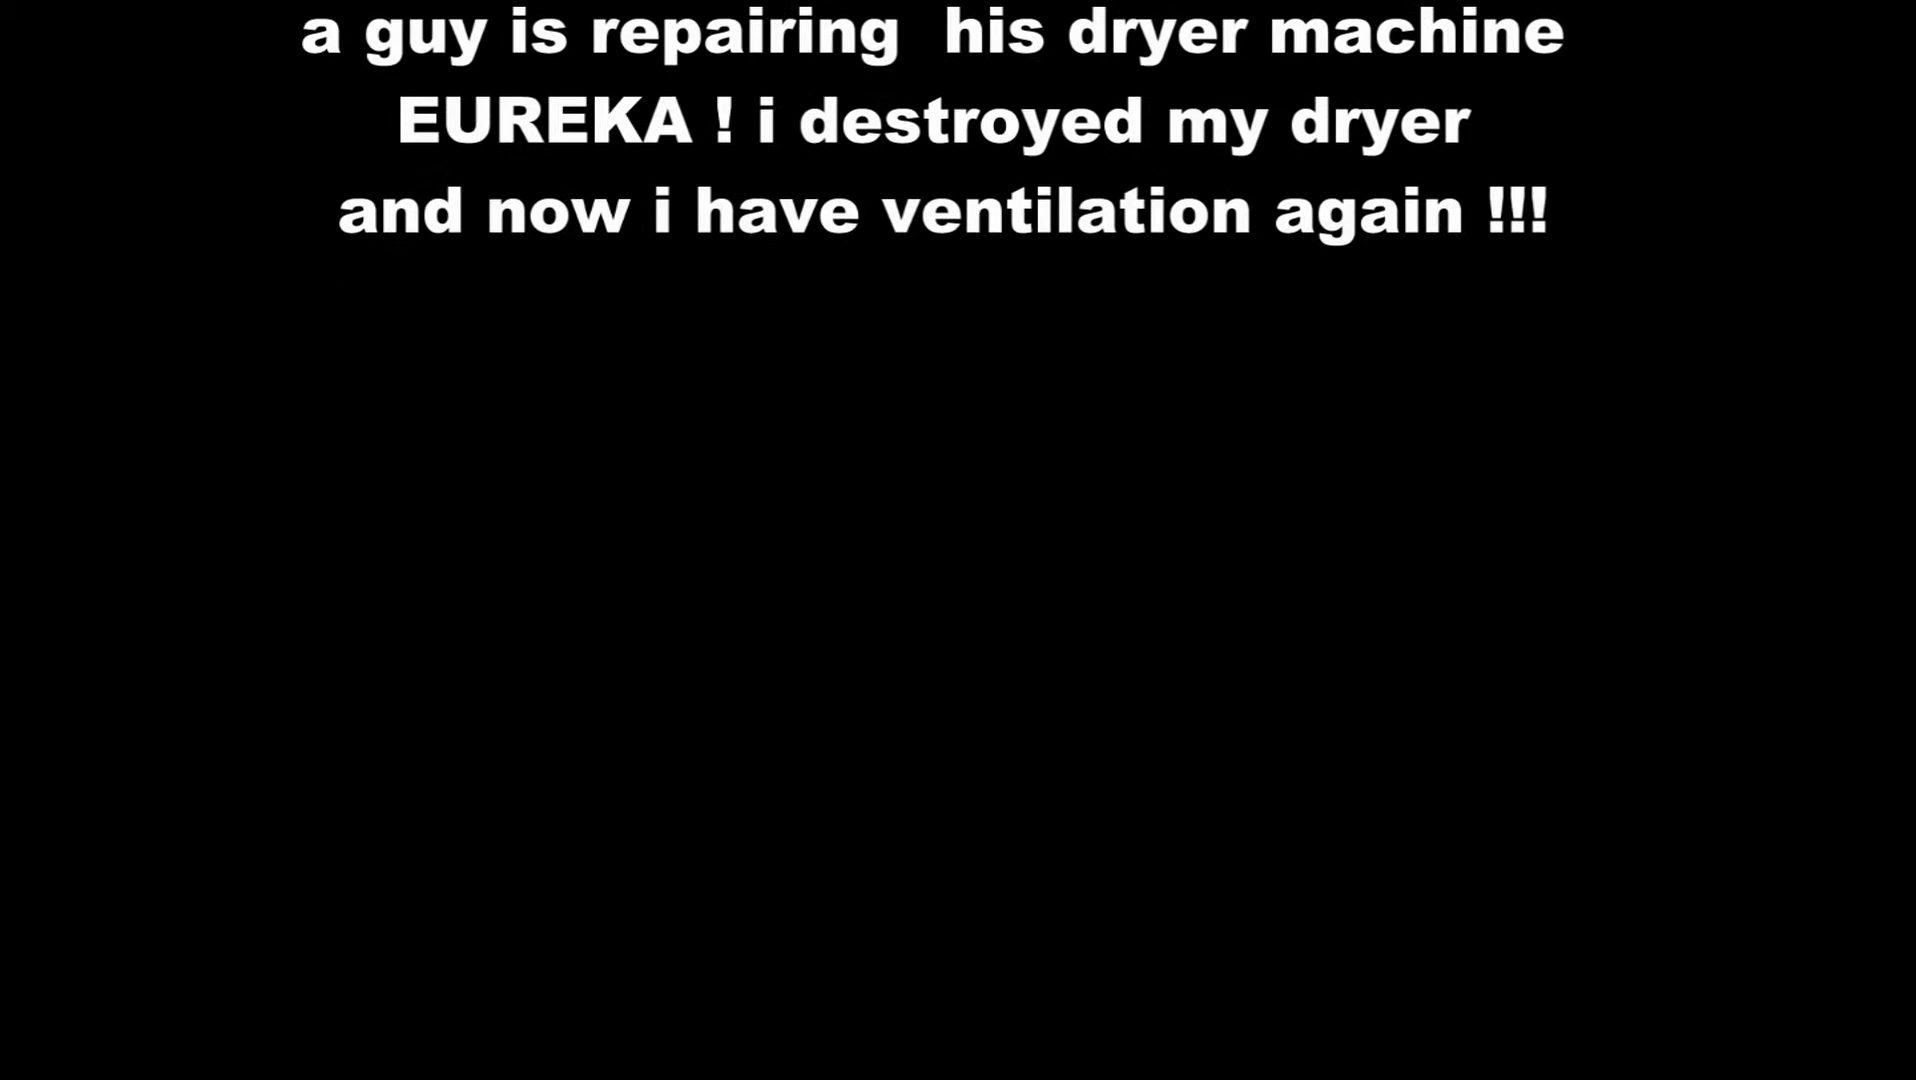 a guy is repairing  his dryer machine
EUREKA ! i destroyed my dryer
and now i have ventilation again !!!